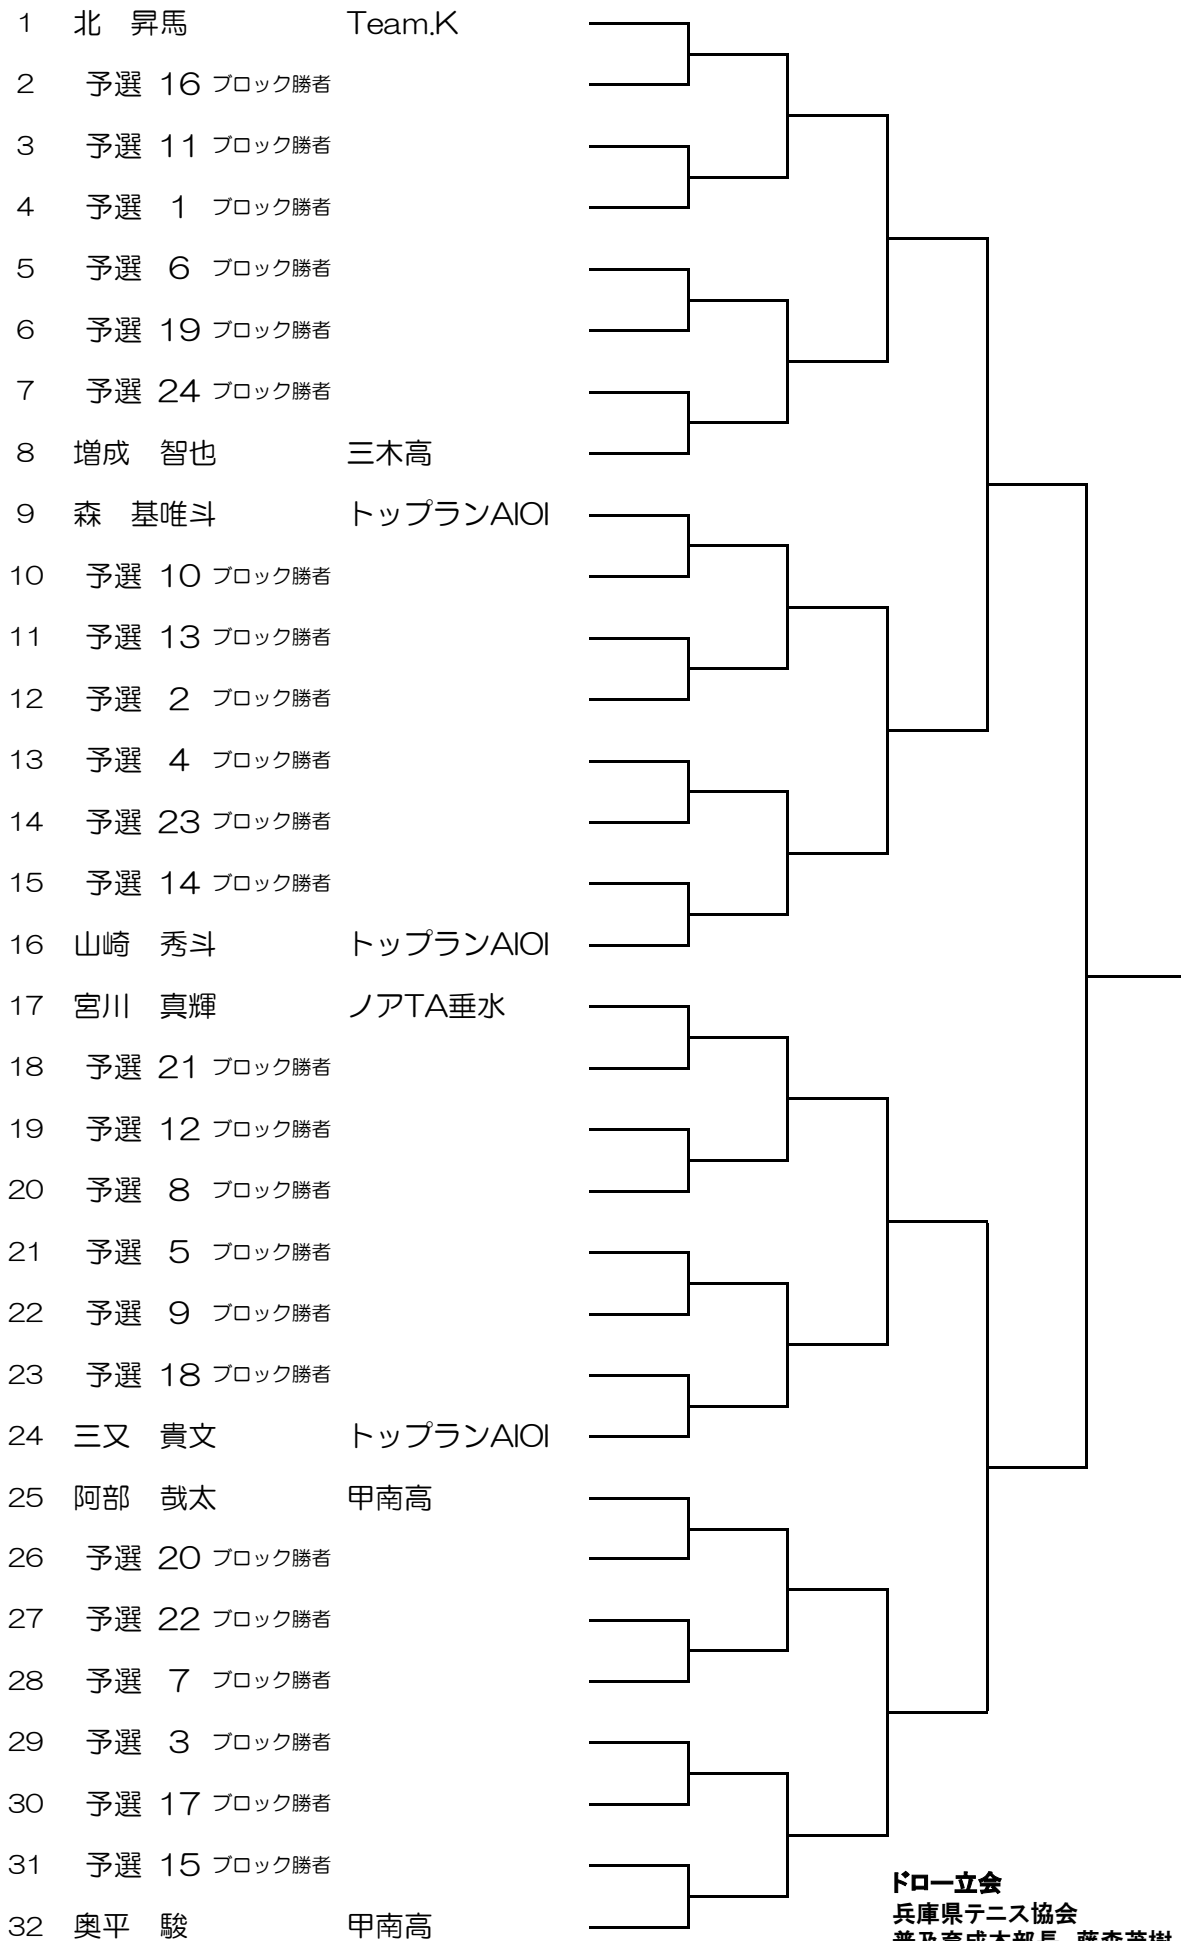 1 北 昇馬 Team.K
2 予選 16 ブロック勝者
3 予選 11 ブロック勝者
4 予選 1 ブロック勝者
5 予選 6 ブロック勝者
6 予選 19 ブロック勝者
7 予選 24 ブロック勝者
8 増成 智也 三木高
9 森 基唯斗 トップランAIOI
10 予選 10 ブロック勝者
11 予選 13 ブロック勝者
12 予選 2 ブロック勝者
13 予選 4 ブロック勝者
14 予選 23 ブロック勝者
15 予選 14 ブロック勝者
16 山崎 秀斗 トップランAIOI
17 宮川 真輝 ノアTA垂水
18 予選 21 ブロック勝者
19 予選 12 ブロック勝者
20 予選 8 ブロック勝者
21 予選 5 ブロック勝者
22 予選 9 ブロック勝者
23 予選 18 ブロック勝者
24 三又 貴文 トップランAIOI
25 阿部 哉太 甲南高
26 予選 20 ブロック勝者
27 予選 22 ブロック勝者
28 予選 7 ブロック勝者
29 予選 3 ブロック勝者
30 予選 17 ブロック勝者
31 予選 15 ブロック勝者
32 奥平 駿 甲南高
ドロー立会
兵庫県テニス協会
普及育成本部長 藤森英樹